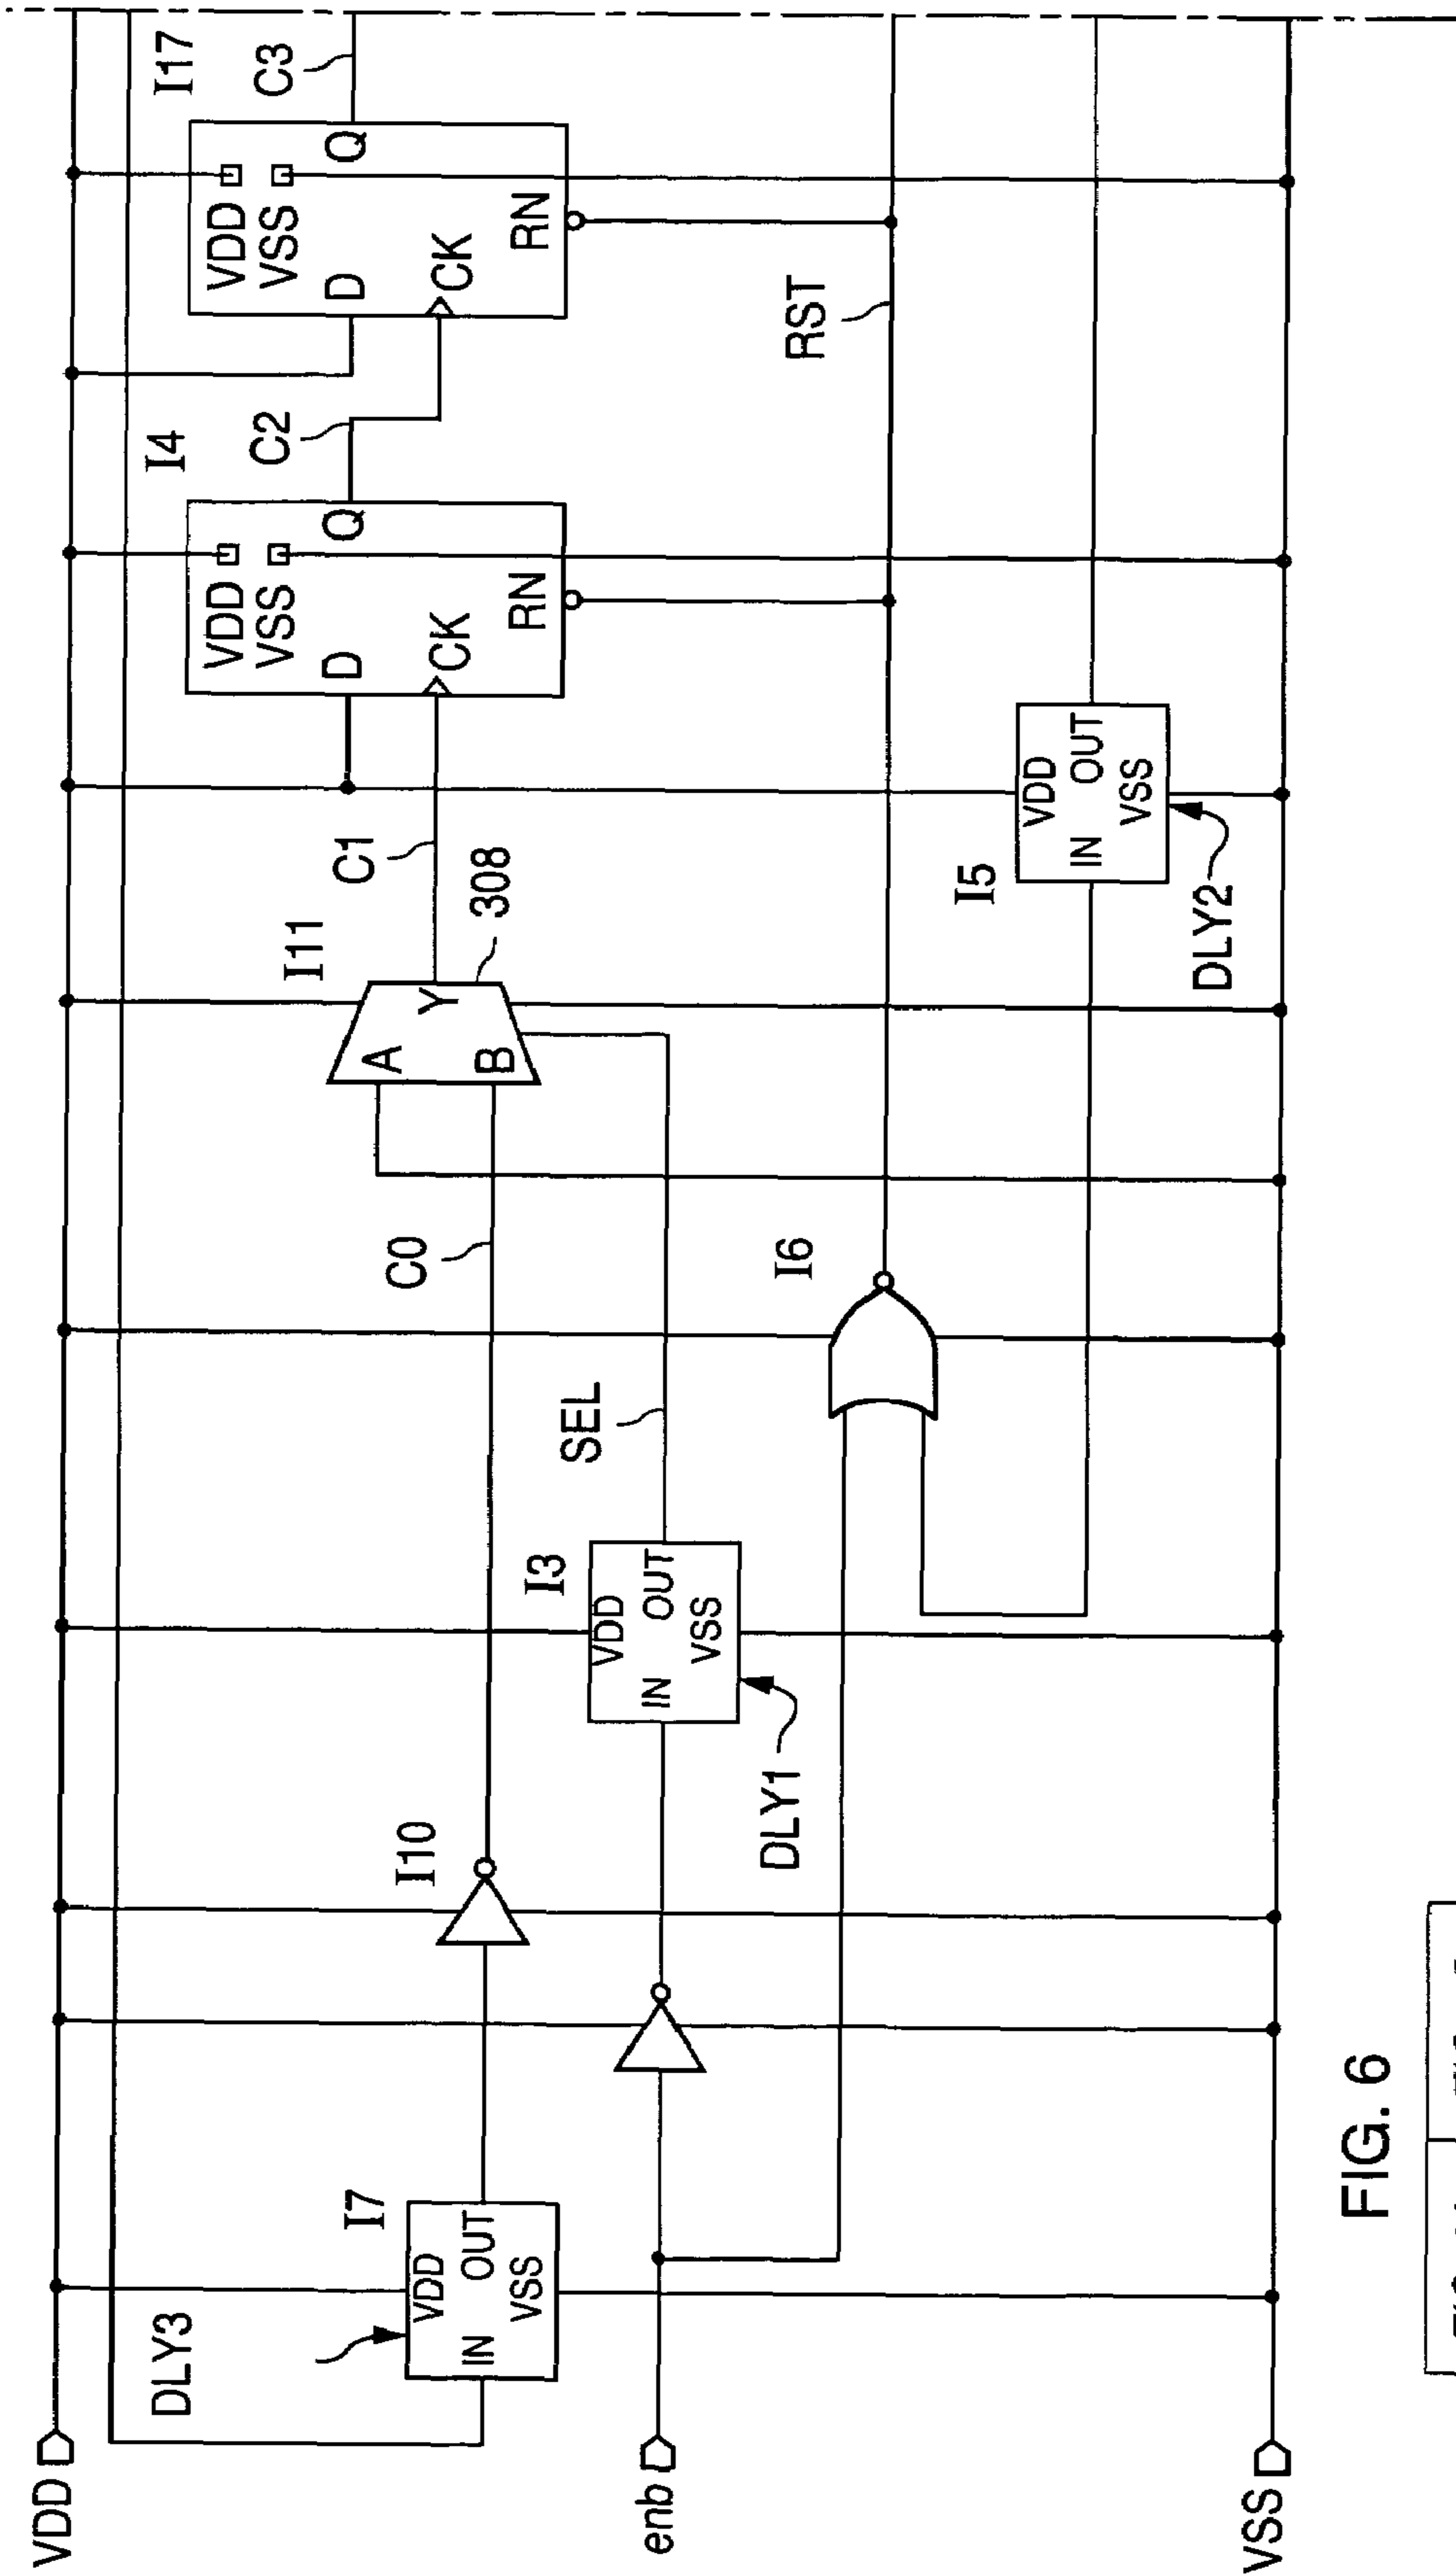 VDD
DLY3
I7
VDD
IN
OUT
VSS
I10
C0
I11
A
B
Y
308
C1
I4
VDD
VSS
D
Q
CK
RN
C2
I17
VDD
VSS
D
Q
CK
RN
C3
enb
I3
VDD
IN
OUT
VSS
DLY1
SEL
I6
RST
I5
VDD
IN
OUT
VSS
DLY2
VSS
FIG. 6